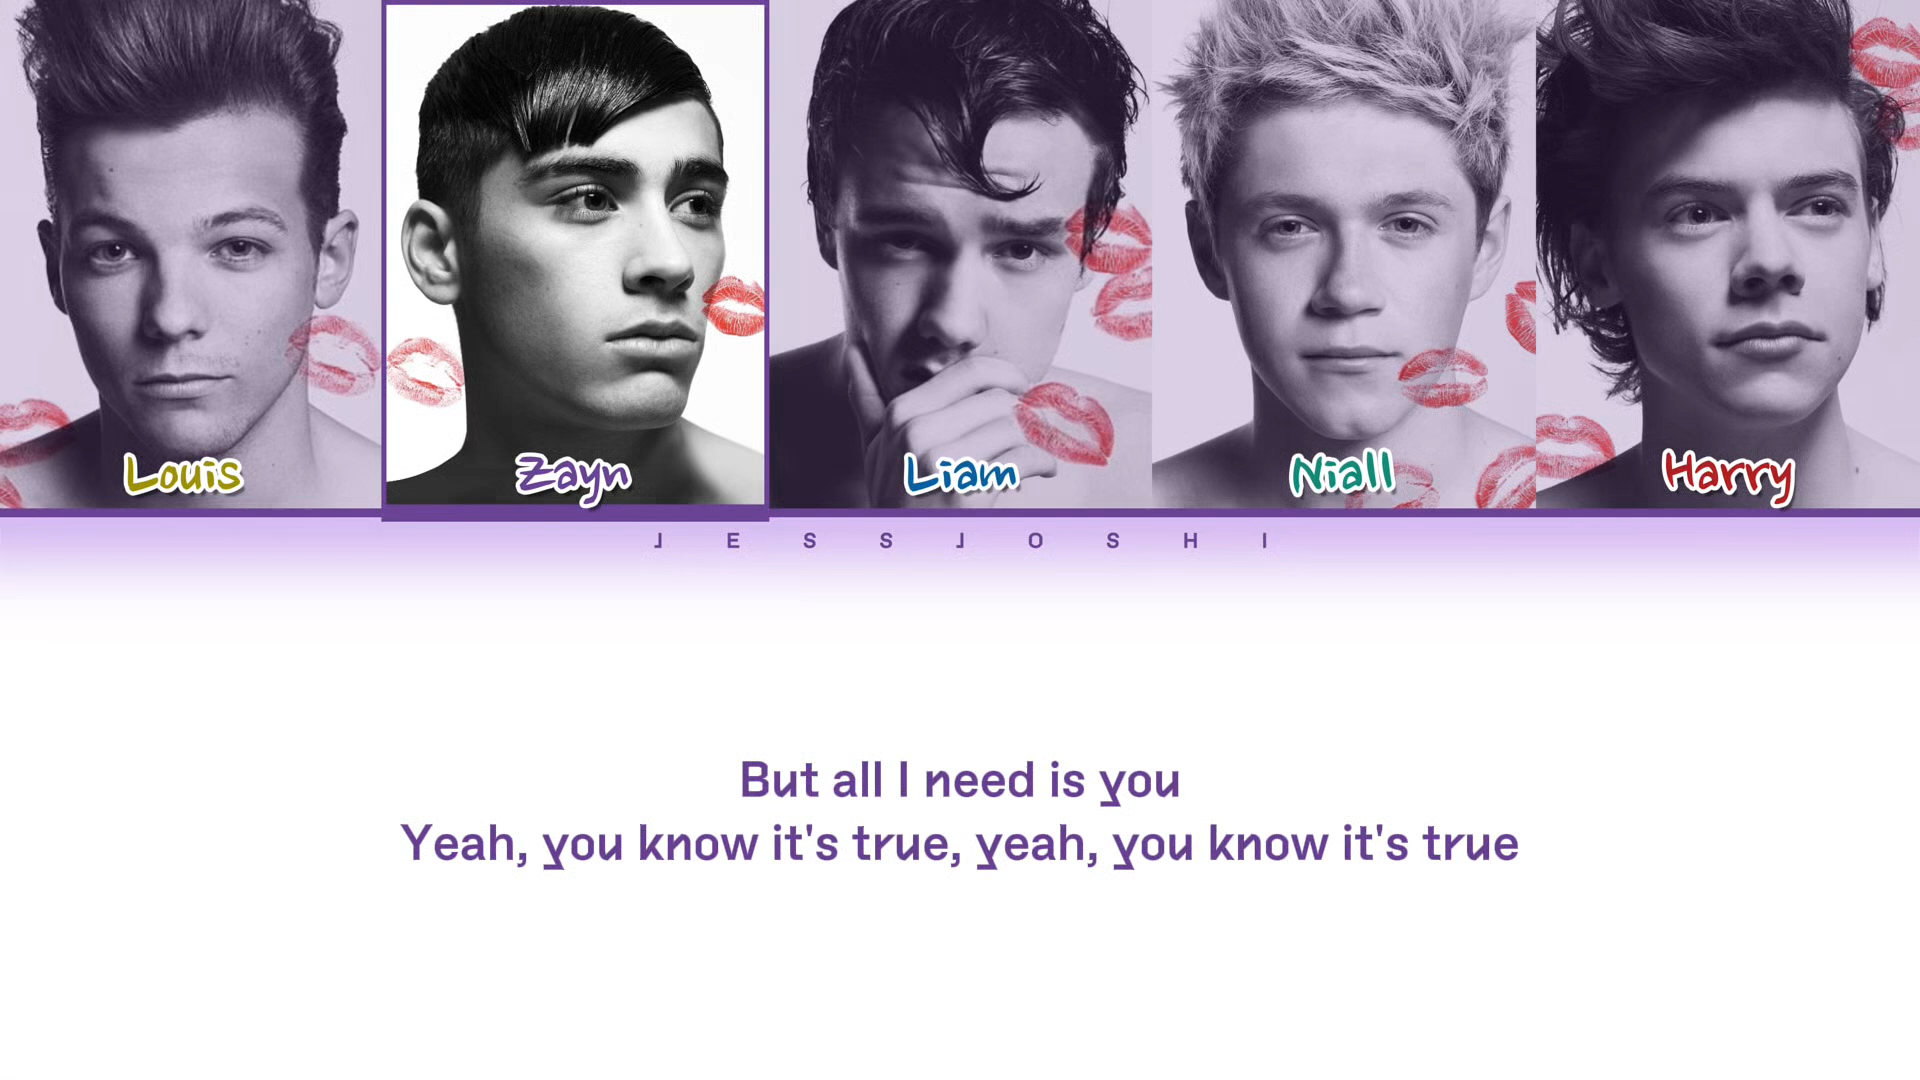 Louis Zayn Liam Niall Harry
JESSJOSHI
But all I need is you
Yeah, you know it's true, yeah, you know it's true